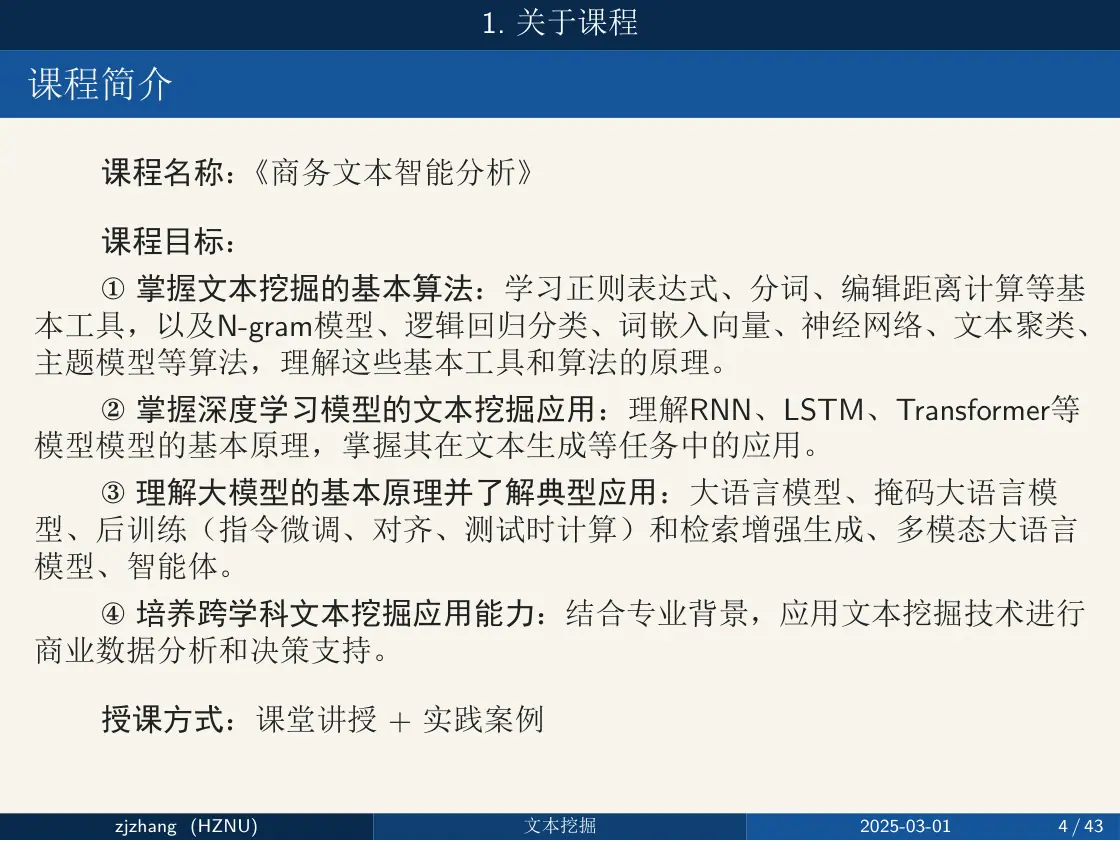 1. 关于课程
课程简介
课程名称：《商务文本智能分析》
课程目标：
① 掌握文本挖掘的基本算法：学习正则表达式、分词、编辑距离计算等基
本工具，以及N-gram模型、逻辑回归分类、词嵌入向量、神经网络、文本聚类、
主题模型等算法，理解这些基本工具和算法的原理。
② 掌握深度学习模型的文本挖掘应用：理解RNN、LSTM、Transformer等
模型模型的基本原理，掌握其在文本生成等任务中的应用。
③ 理解大模型的基本原理并了解典型应用：大语言模型、掩码大语言模
型、后训练（指令微调、对齐、测试时计算）和检索增强生成、多模态大语言
模型、智能体。
④ 培养跨学科文本挖掘应用能力：结合专业背景，应用文本挖掘技术进行
商业数据分析和决策支持。
授课方式：课堂讲授 + 实践案例
zjzhang (HZNU) 文本挖掘 2025-03-01 4 / 43